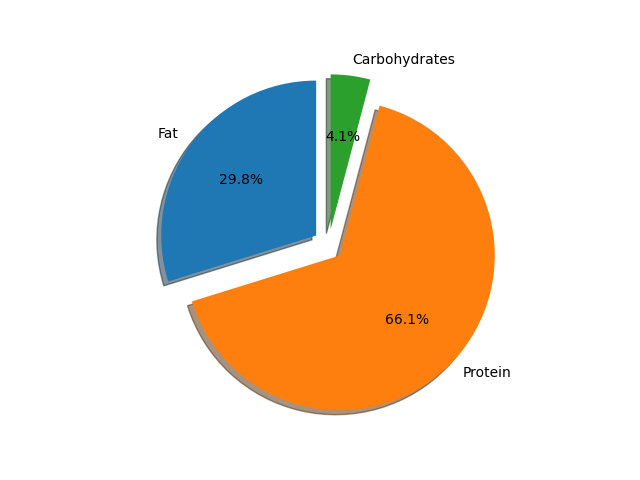 Carbohydrates
4.1%
Fat
29.8%
66.1%
Protein